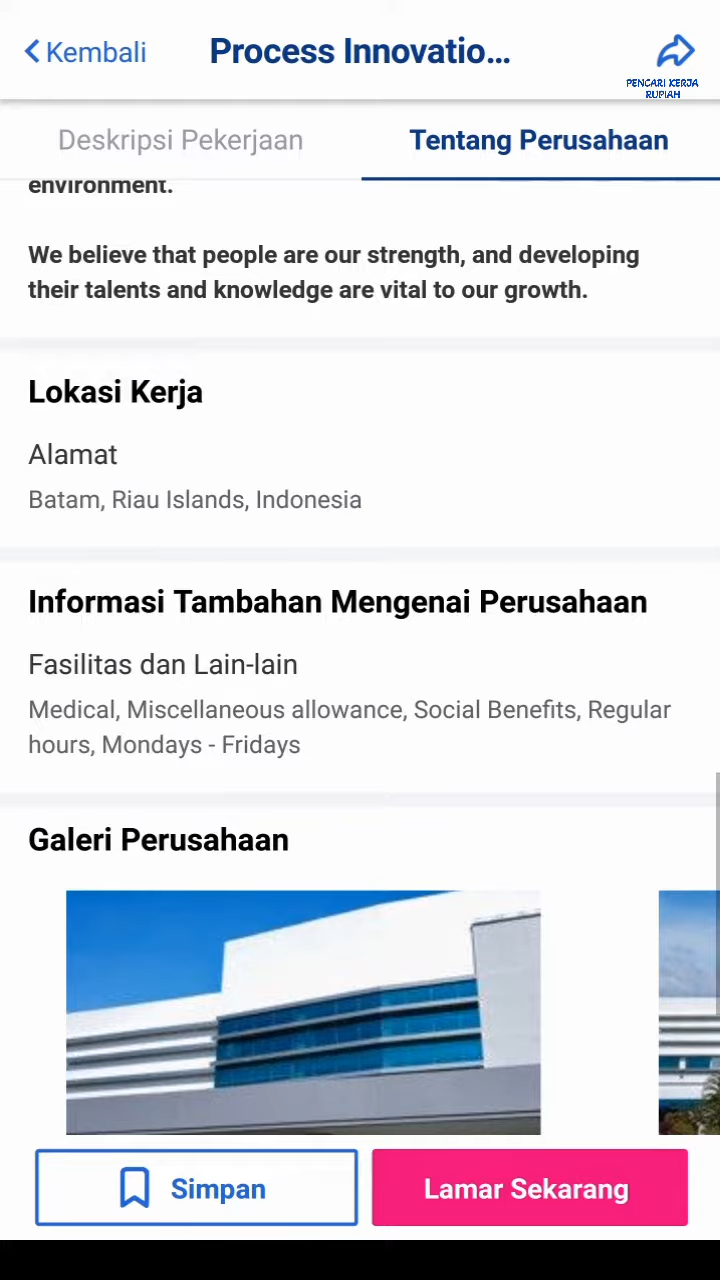 Kembali
Process Innovatio...
PENCARI KERJA
RUPIAH
Deskripsi Pekerjaan
Tentang Perusahaan
environment.
We believe that people are our strength, and developing
their talents and knowledge are vital to our growth.
Lokasi Kerja
Alamat
Batam, Riau Islands, Indonesia
Informasi Tambahan Mengenai Perusahaan
Fasilitas dan Lain-lain
Medical, Miscellaneous allowance, Social Benefits, Regular
hours, Mondays - Fridays
Galeri Perusahaan
Simpan
Lamar Sekarang